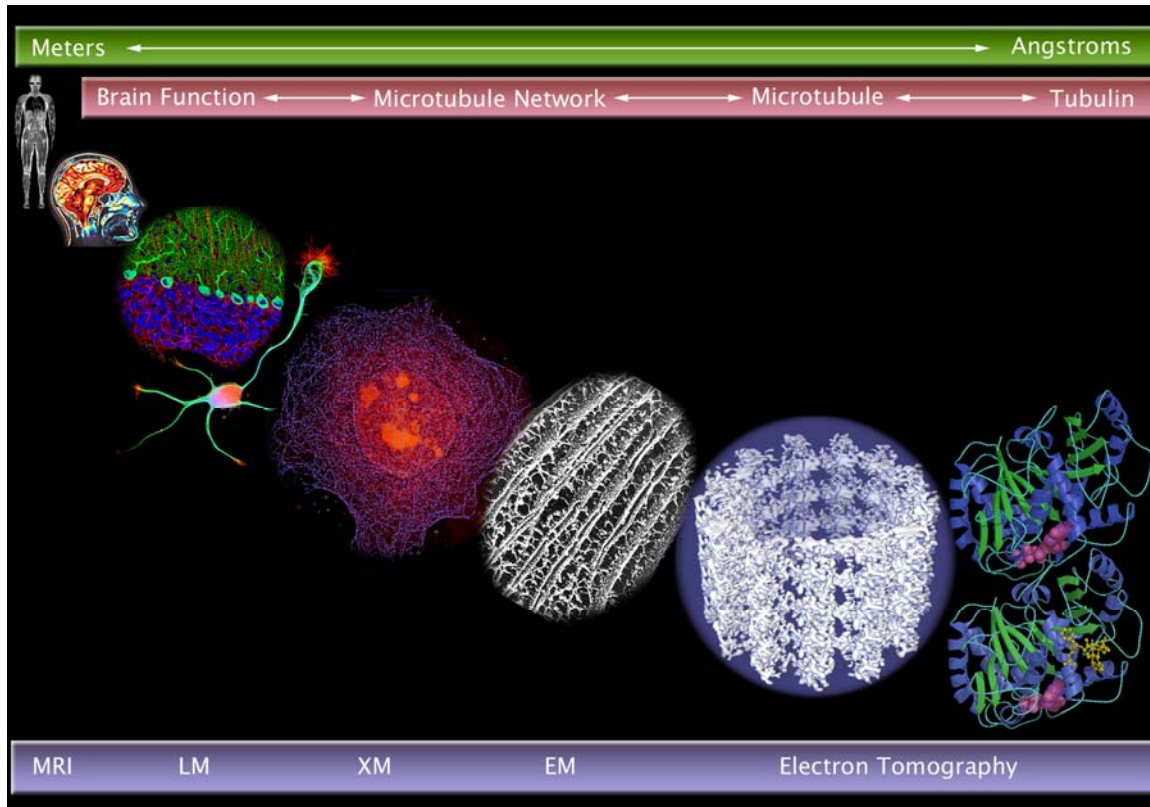 Meters Angstroms
Brain Function Microtubule Network Microtubule Tubulin
MRI LM XM EM Electron Tomography